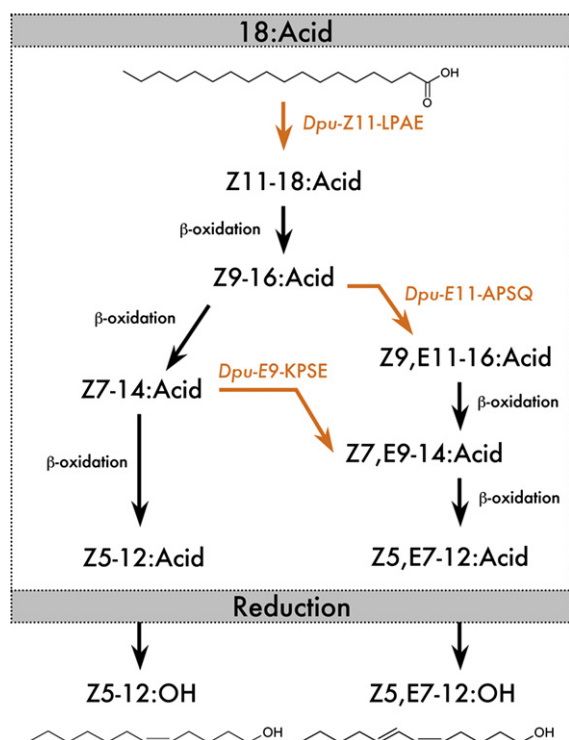 18:Acid
OH
O
Dpu-Z11-LPAE
Z11-18:Acid
β-oxidation
Z9-16:Acid
Dpu-E11-APSQ
β-oxidation
Z9,E11-16:Acid
Dpu-E9-KPSE
Z7-14:Acid
β-oxidation
Z7,E9-14:Acid
β-oxidation
β-oxidation
Z5-12:Acid
Z5,E7-12:Acid
Reduction
Z5-12:OH
Z5,E7-12:OH
OH
OH